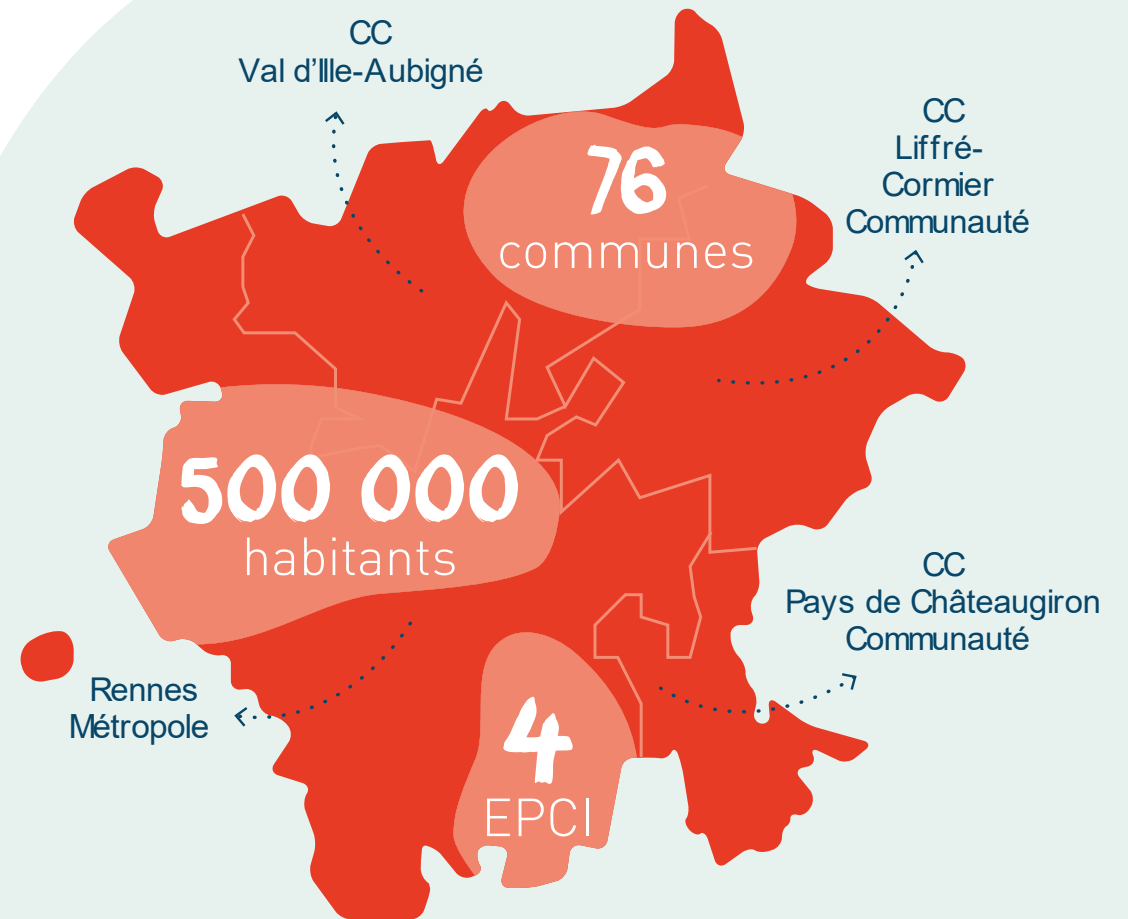 CC
Val d'Ille-Aubigné
CC
Liffré-
Cormier
Communauté
76
communes
500 000
habitants
CC
Pays de Châteaugiron
Communauté
Rennes
Métropole
4
EPCI